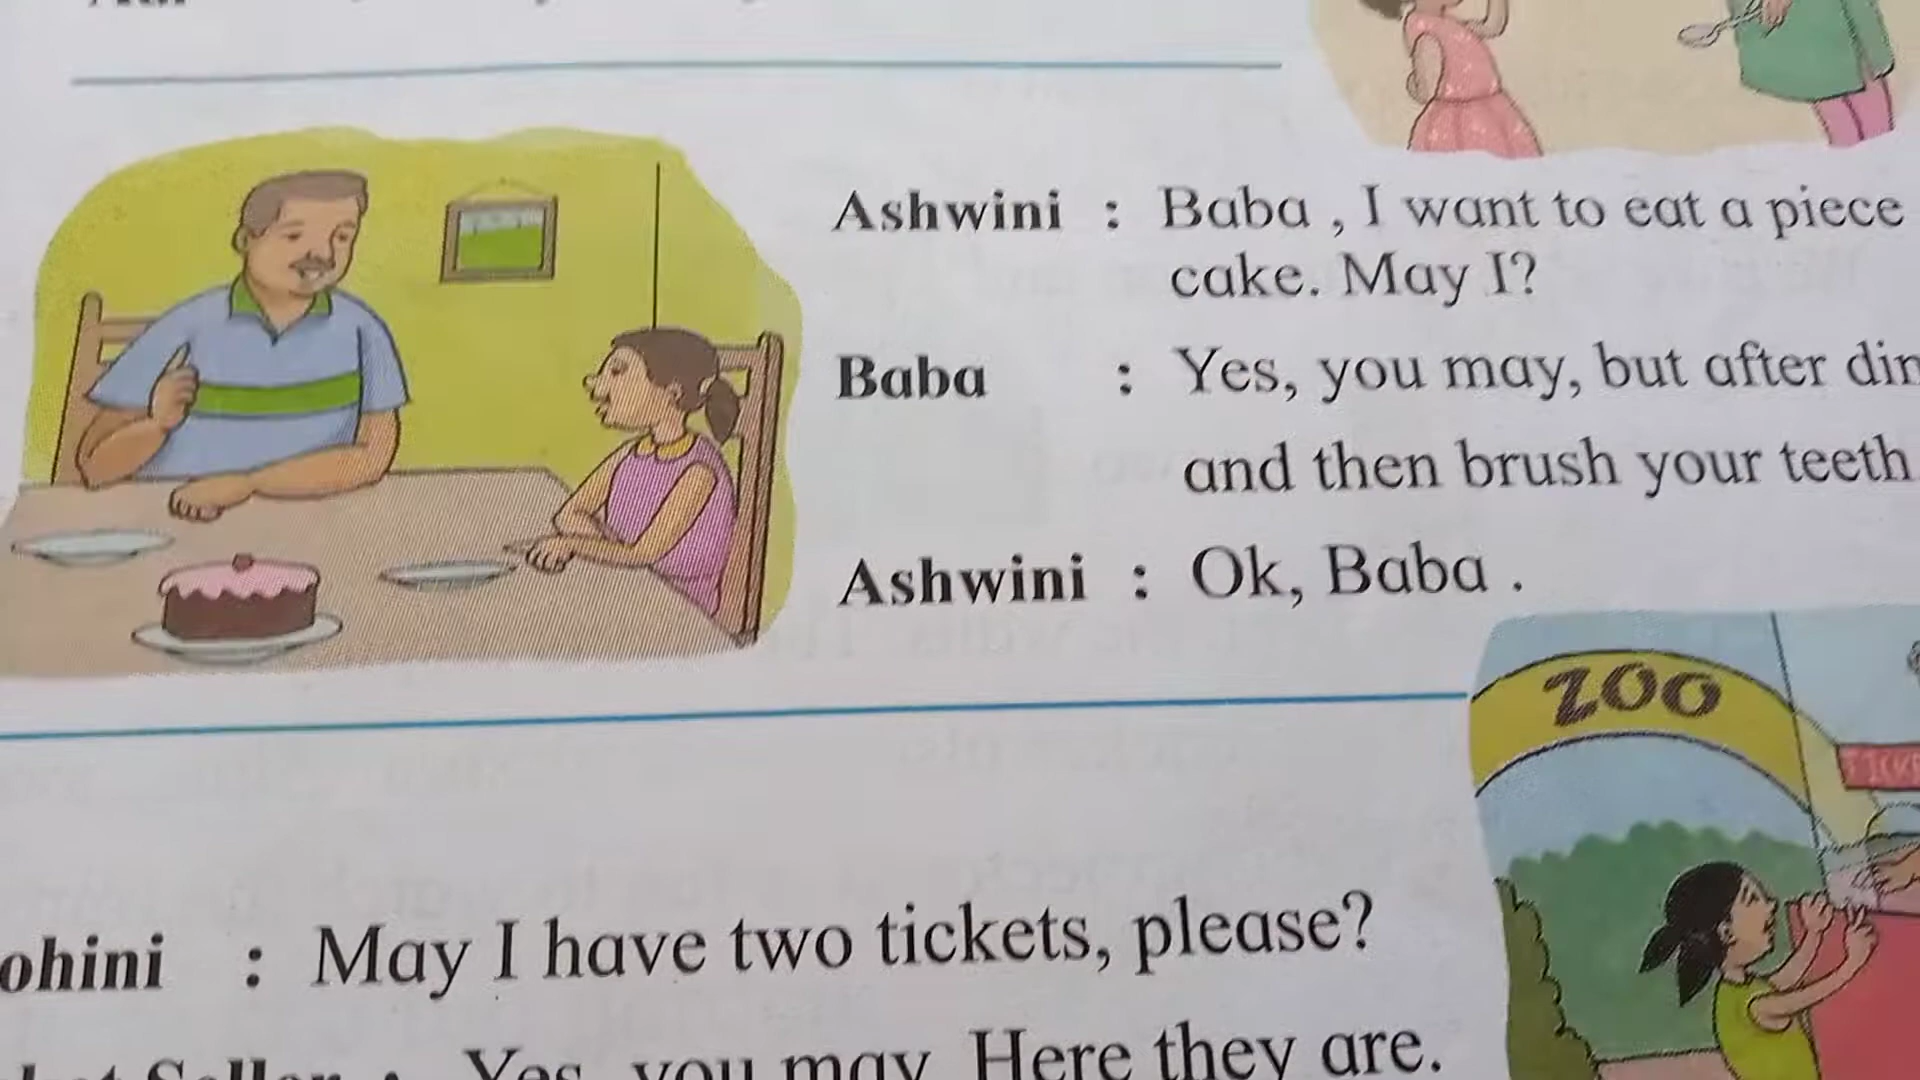 Ashwini : Baba , I want to eat a piece
cake. May I?
Baba : Yes, you may, but after
and then brush your teeth
Ashwini : Ok, Baba .
ZOO
May I have two tickets, please?
Yes, you may. Here they are.